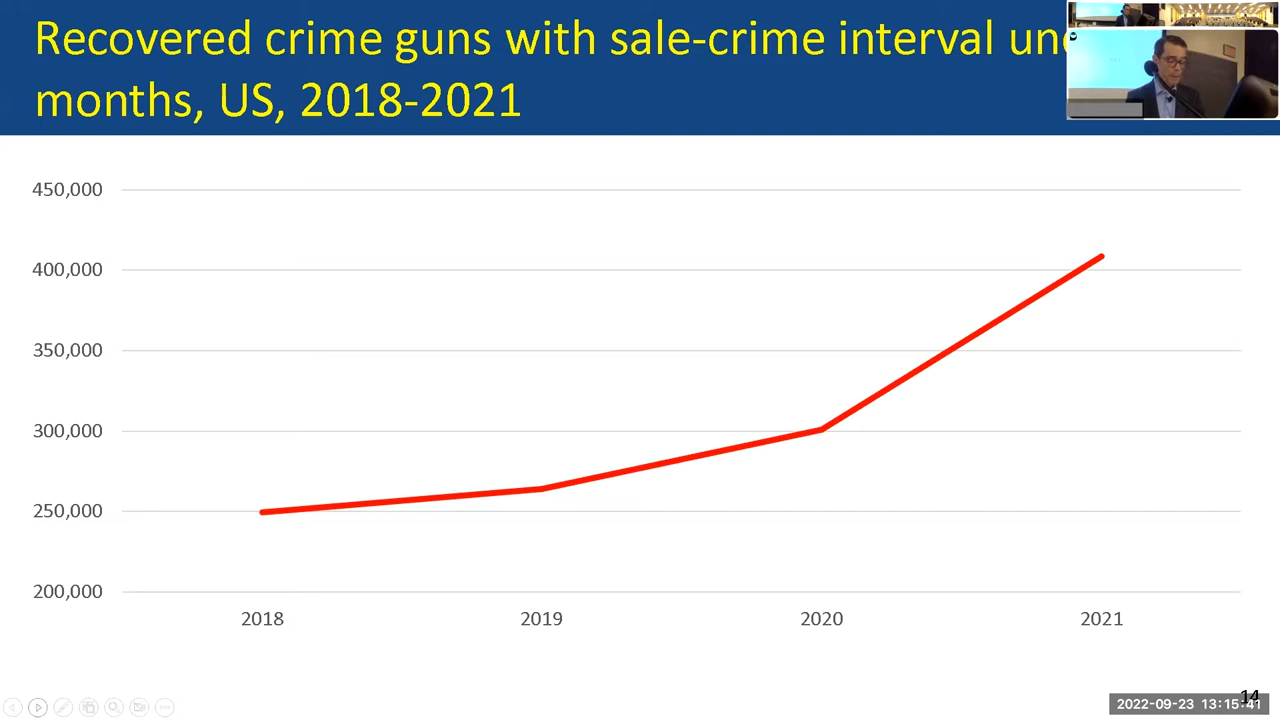 Recovered crime guns with sale-crime interval
months, US, 2018-2021
450,000
400,000
350,000
300,000
250,000
200,000
2018 2019 2020 2021
14
2022-09-23 13:15:41